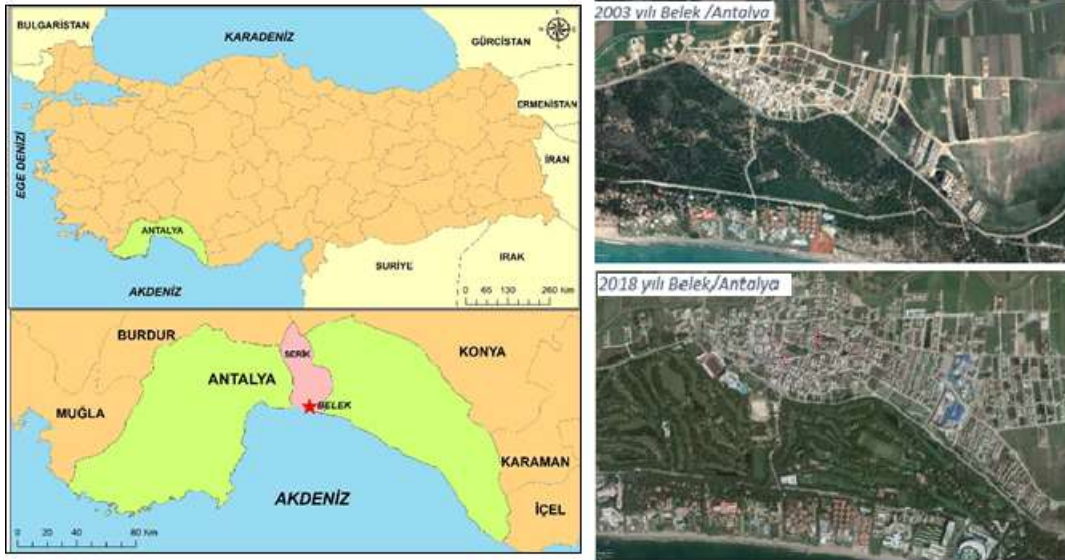 BULGARİSTAN
KARADENİZ
GÜRCİSTAN
N
ERMENİSTAN
İRAN
EGE DENİZİ
ANTALYA
SURİYE
IRAK
AKDENİZ
0 65 130 260 Km
BURDUR
SERİK
KONYA
ANTALYA
BELEK
MUĞLA
KARAMAN
AKDENİZ
İÇEL
0 20 40 80 Km
2003 yılı Belek /Antalya
2018 yılı Belek/Antalya